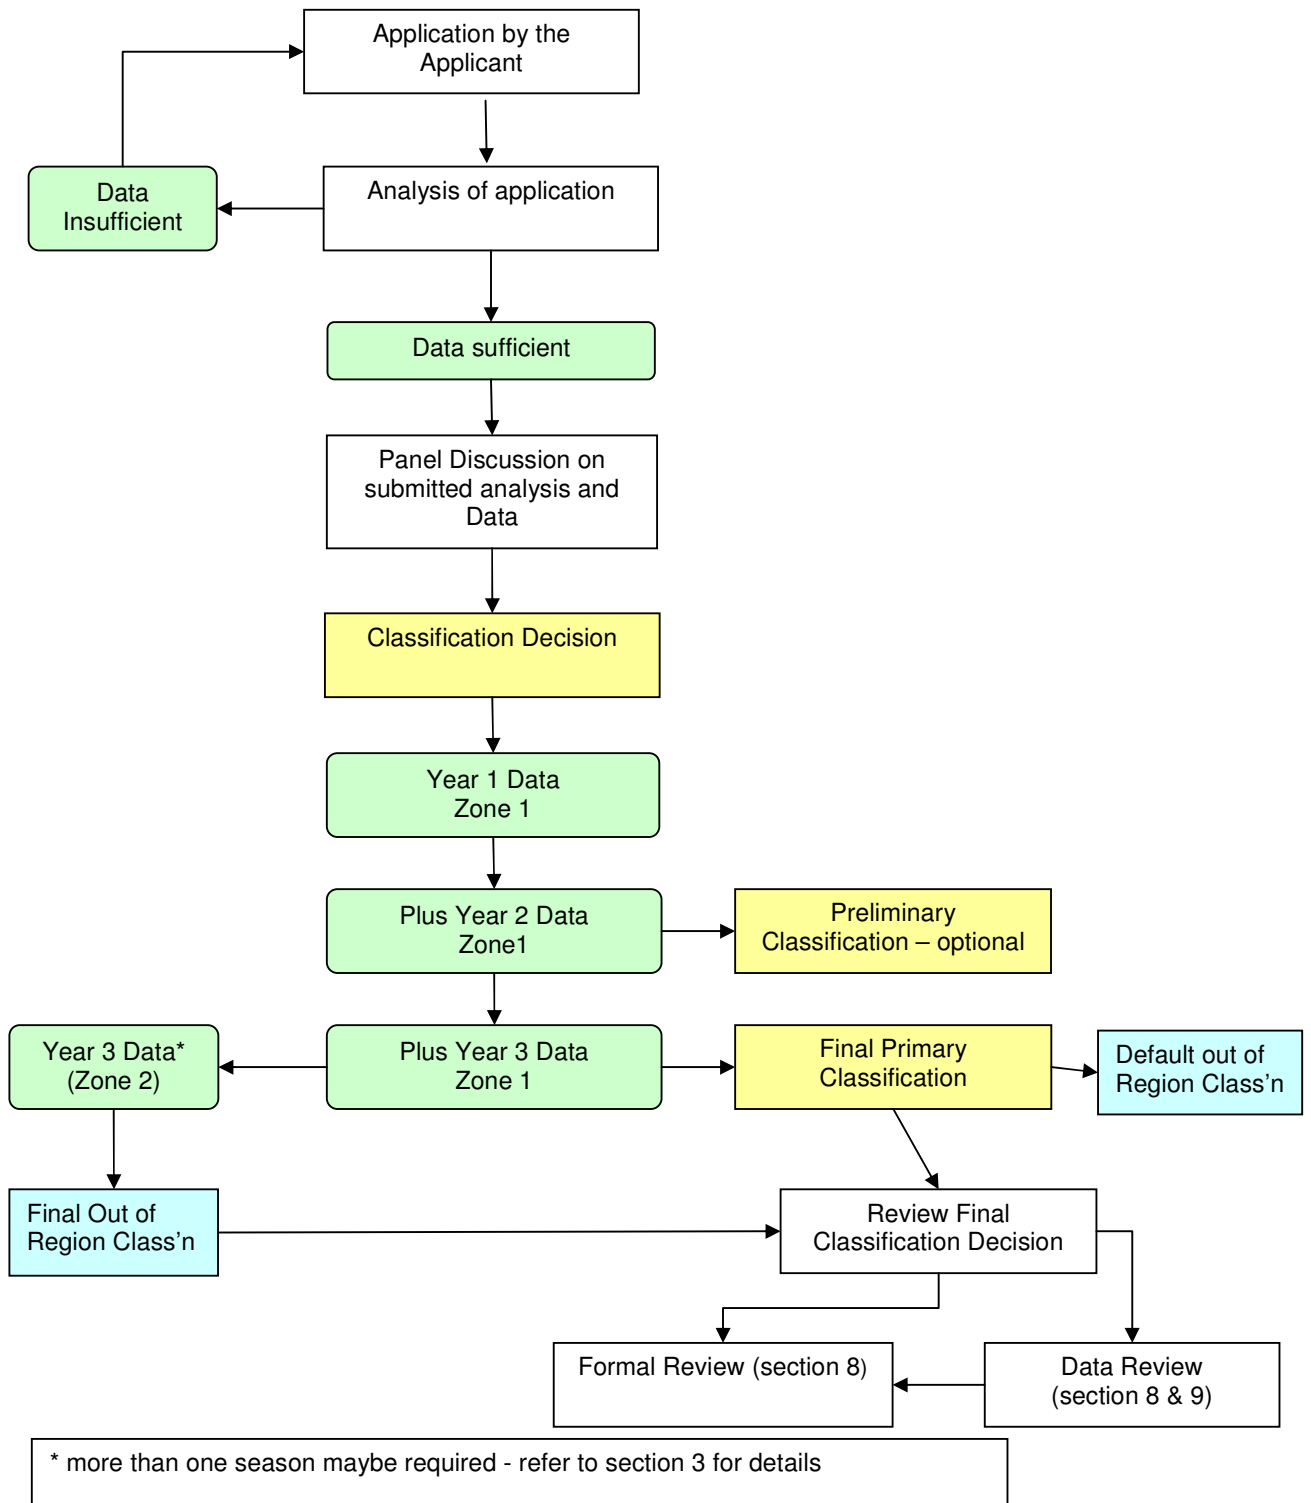 Application by the
Applicant
Data
Insufficient
Analysis of application
Data sufficient
Panel Discussion on
submitted analysis and
Data
Classification Decision
Year 1 Data
Zone 1
Plus Year 2 Data
Zone1
Preliminary
Classification – optional
Year 3 Data*
(Zone 2)
Plus Year 3 Data
Zone 1
Final Primary
Classification
Default out of
Region Class’n
Final Out of
Region Class’n
Review Final
Classification Decision
Formal Review (section 8)
Data Review
(section 8 & 9)
* more than one season maybe required - refer to section 3 for details